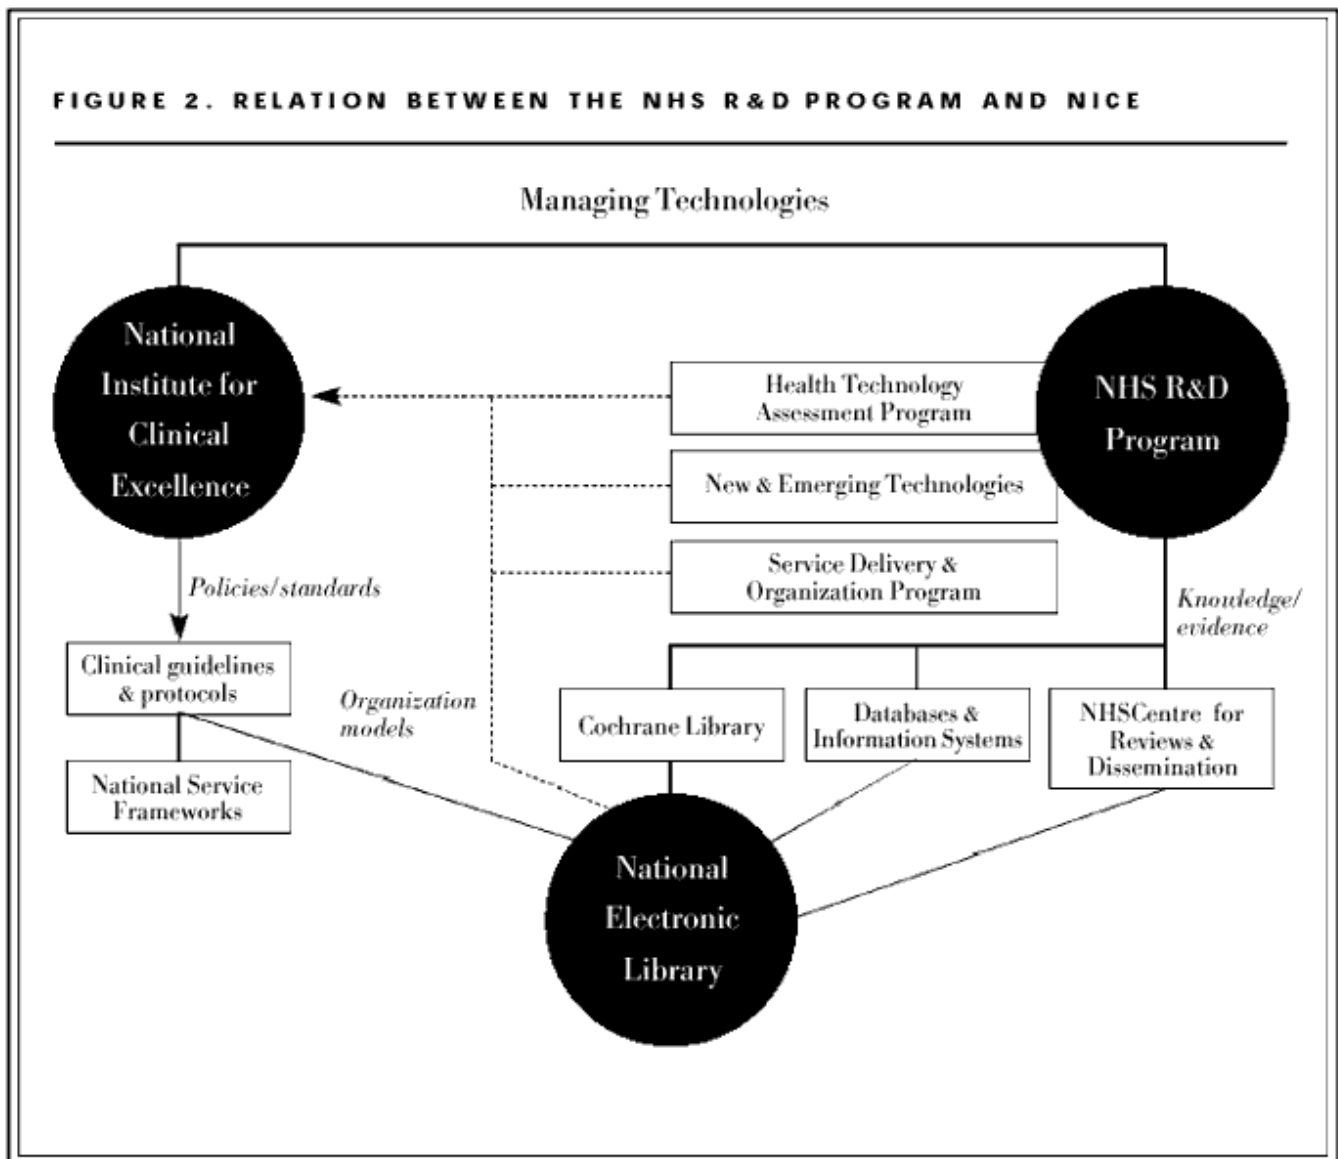 FIGURE 2. RELATION BETWEEN THE NHS R&D PROGRAM AND NICE
Managing Technologies
National
Institute for
Clinical
Excellence
Health Technology
Assessment Program
NHS R&D
Program
New & Emerging Technologies
Service Delivery &
Organization Program
Policies/standards
Knowledge/
evidence
Clinical guidelines
& protocols
Organization
models
Cochrane Library
Databases &
Information Systems
NHSCentre for
Reviews &
Dissemination
National Service
Frameworks
National
Electronic
Library